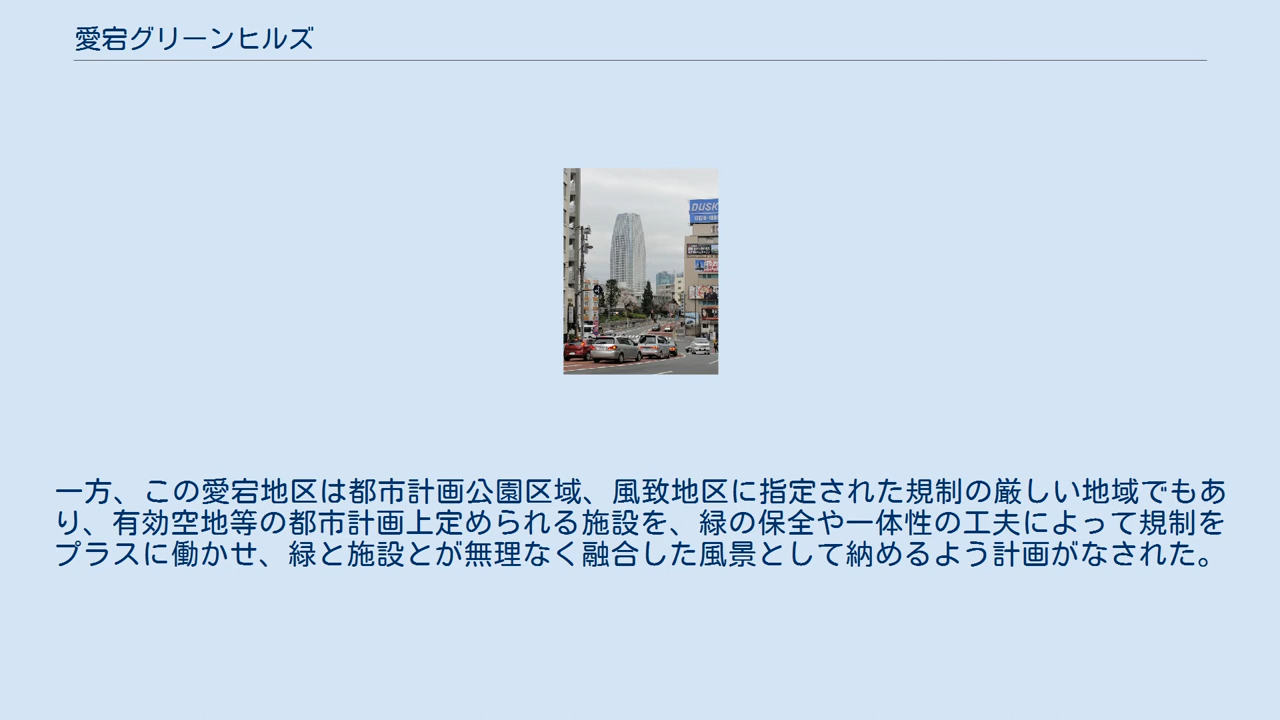 愛宕グリーンヒルズ
DUSK
一方、この愛宕地区は都市計画公園区域、風致地区に指定された規制の厳しい地域でもあ
り、有効空地等の都市計画上定められる施設を、緑の保全や一体性の工夫によって規制を
プラスに働かせ、緑と施設とが無理なく融合した風景として納めるよう計画がなされた。